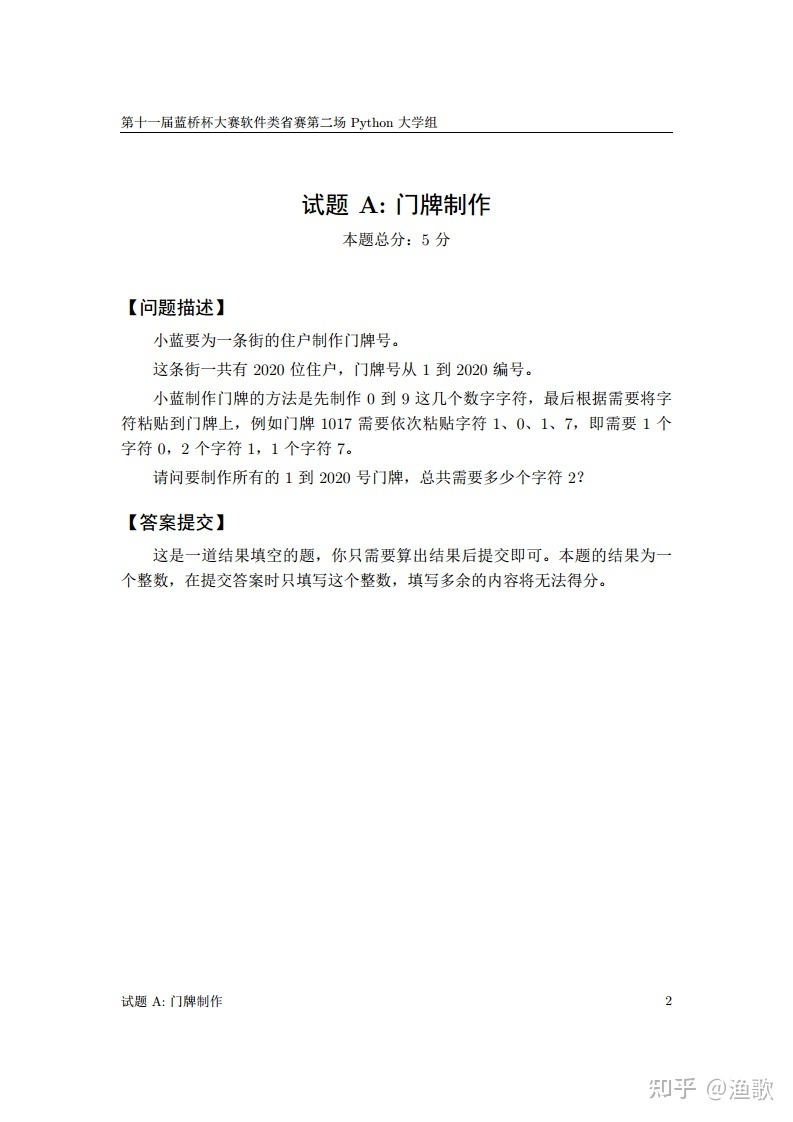 第十一届蓝桥杯大赛软件类省赛第二场 Python 大学组
试题 A: 门牌制作
本题总分：5 分
【问题描述】
小蓝要为一条街的住户制作门牌号。
这条街一共有 2020 位住户，门牌号从 1 到 2020 编号。
小蓝制作门牌的方法是先制作 0 到 9 这几个数字字符，最后根据需要将字
符粘贴到门牌上，例如门牌 1017 需要依次粘贴字符 1、0、1、7，即需要 1 个
字符 0，2 个字符 1，1 个字符 7。
请问要制作所有的 1 到 2020 号门牌，总共需要多少个字符 2？
【答案提交】
这是一道结果填空的题，你只需要算出结果后提交即可。本题的结果为一
个整数，在提交答案时只填写这个整数，填写多余的内容将无法得分。
试题 A: 门牌制作 2
知乎 @渔歌